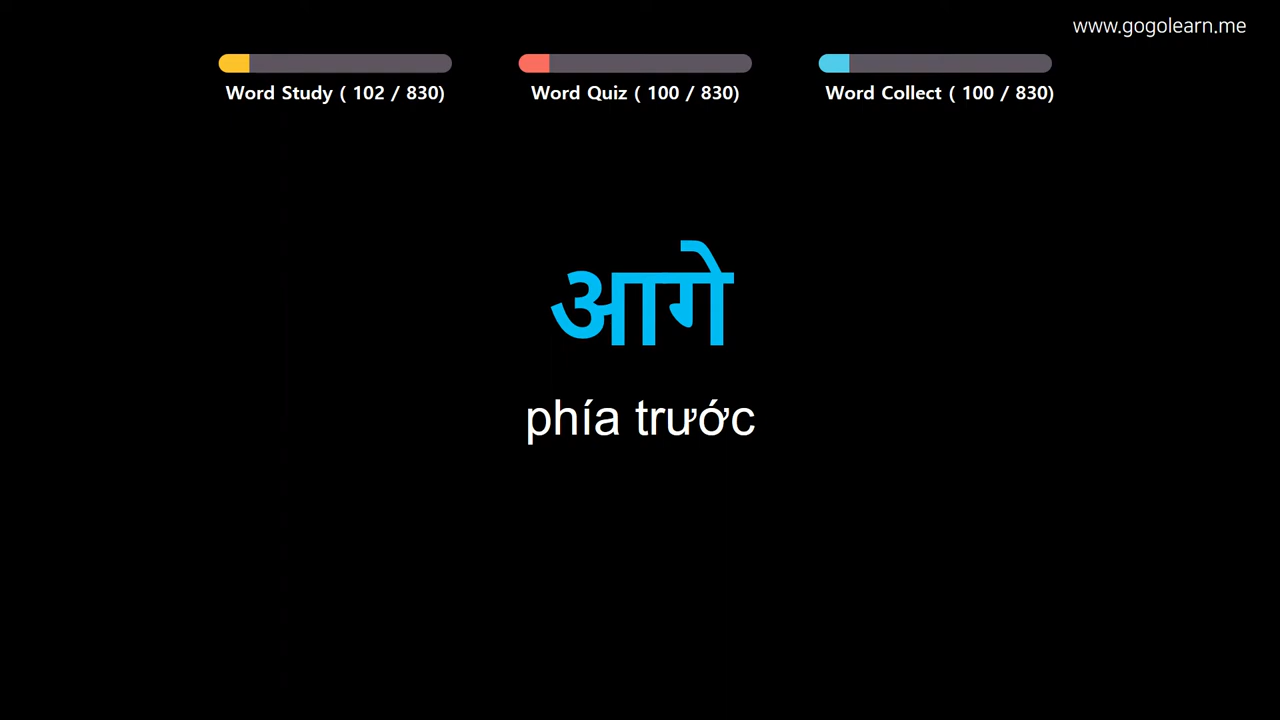 www.gogolearn.me
Word Study ( 102 / 830)
Word Quiz ( 100 / 830)
Word Collect ( 100 / 830)
आगे
phía trước